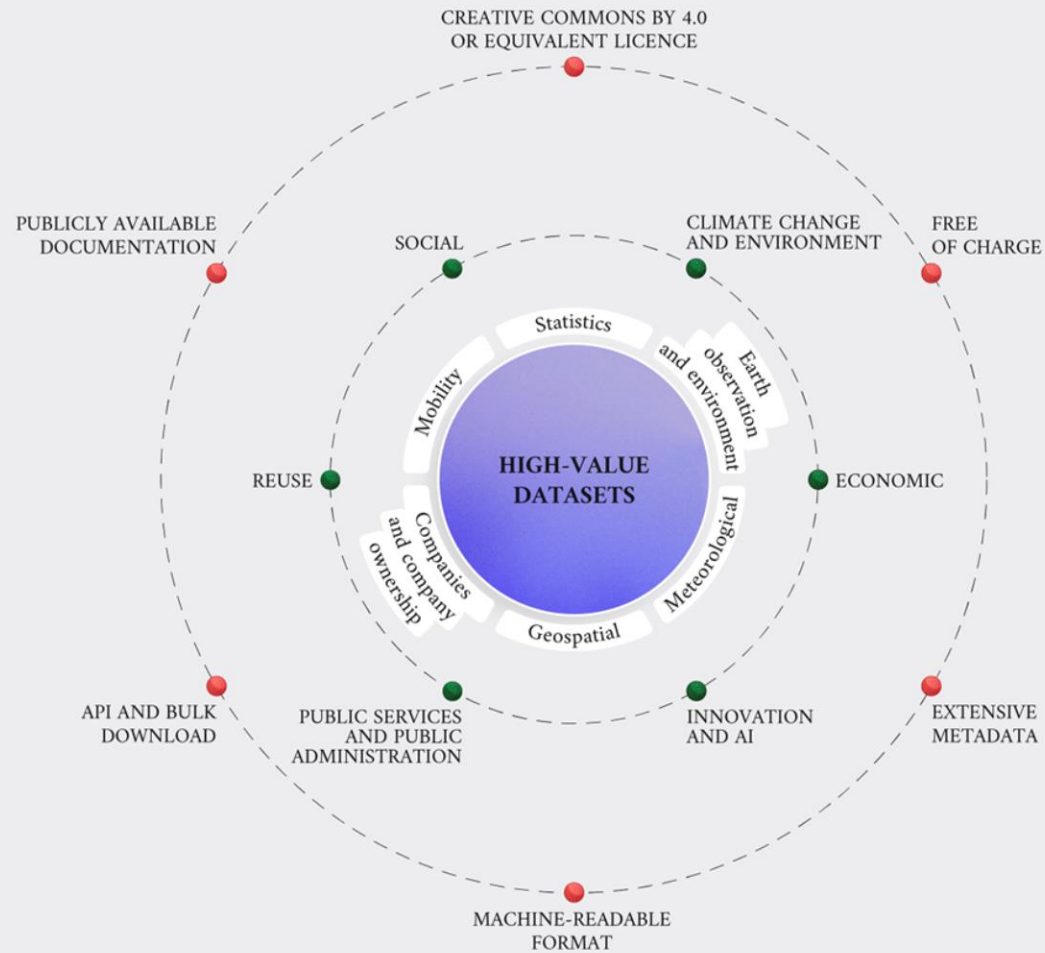 CREATIVE COMMONS BY 4.0
OR EQUIVALENT LICENCE
PUBLICLY AVAILABLE
DOCUMENTATION
SOCIAL
CLIMATE CHANGE
AND ENVIRONMENT
FREE
OF CHARGE
Statistics
Earth
observation
and environment
Mobility
HIGH-VALUE
DATASETS
REUSE
ECONOMIC
Companies
and company
ownership
Meteorological
Geospatial
API AND BULK
DOWNLOAD
PUBLIC SERVICES
AND PUBLIC
ADMINISTRATION
INNOVATION
AND AI
EXTENSIVE
METADATA
MACHINE-READABLE
FORMAT